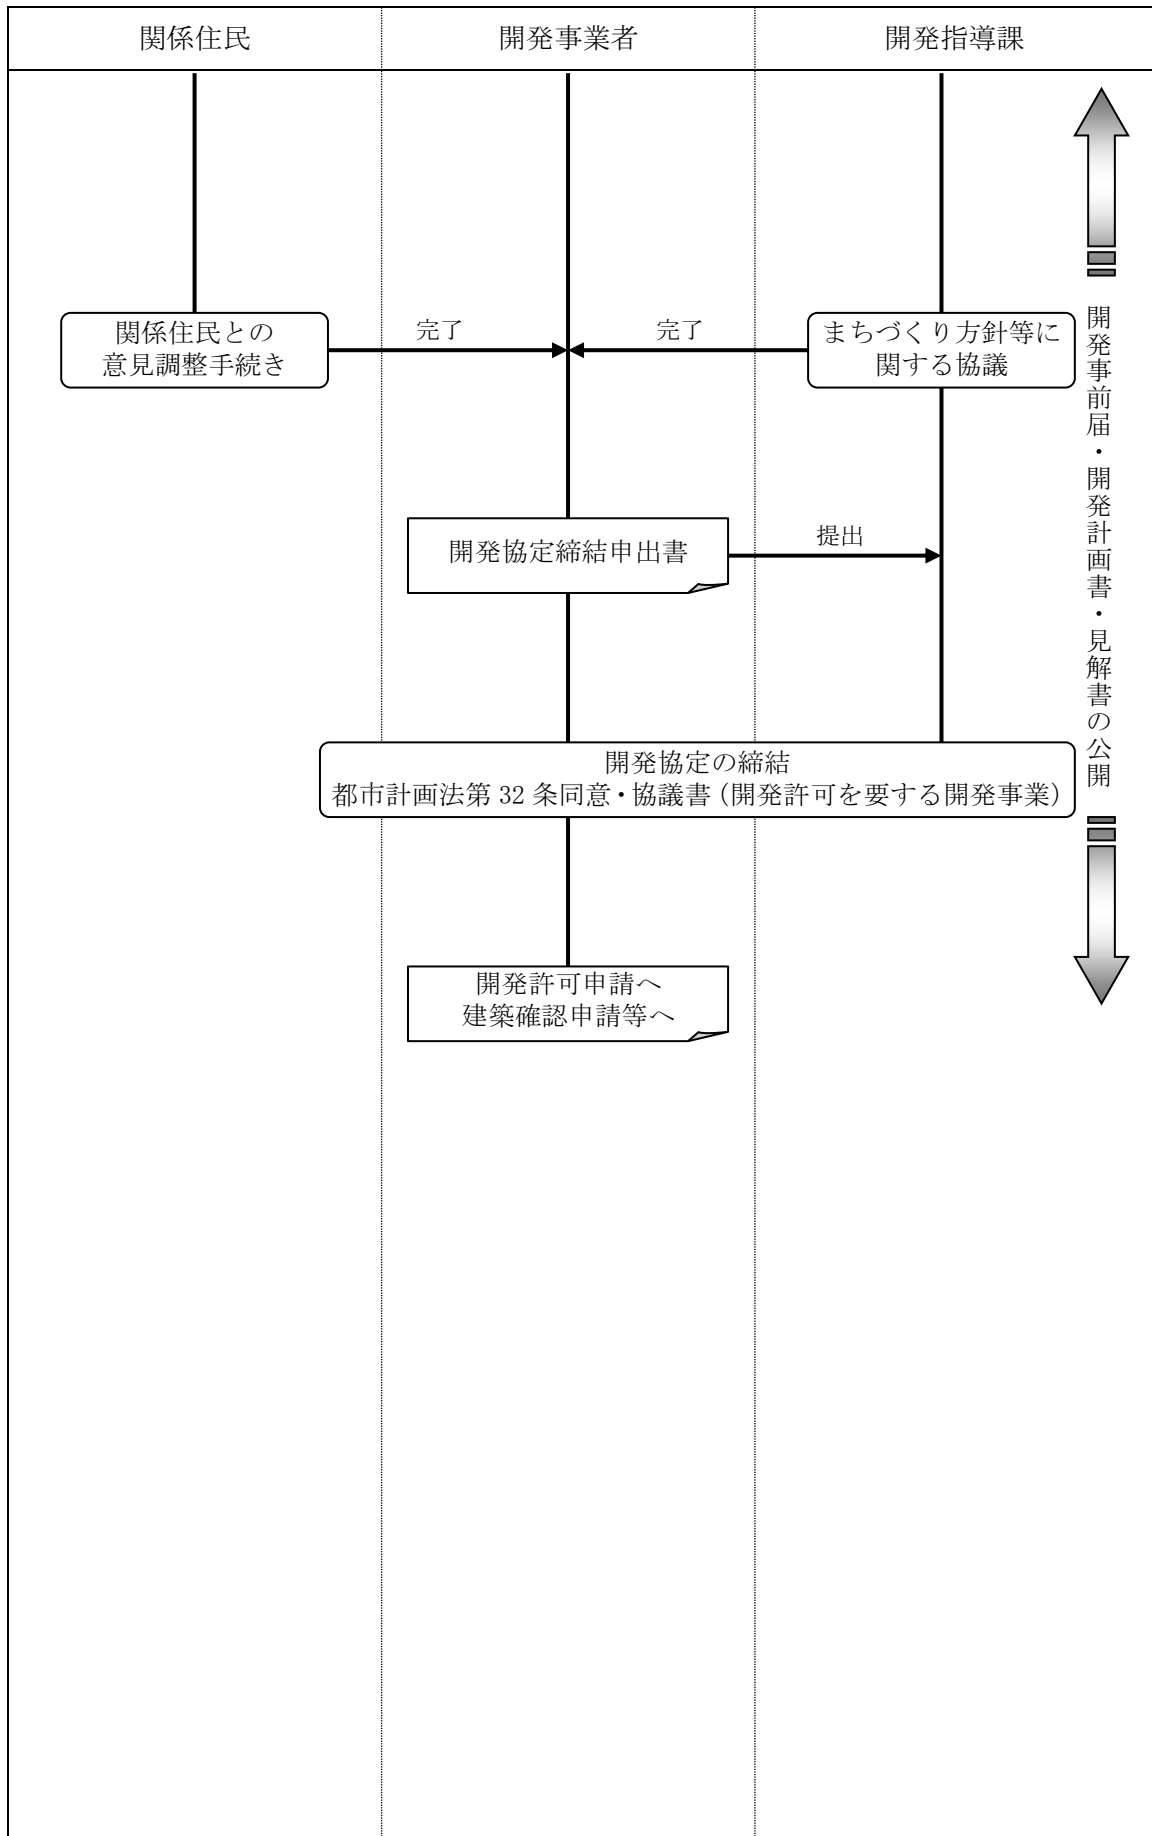 関係住民
開発事業者
開発指導課
関係住民との
意見調整手続き
完了
完了
まちづくり方針等に
関する協議
開発協定締結申出書
提出
開発協定の締結
都市計画法第 32 条同意・協議書（開発許可を要する開発事業）
開発許可申請へ
建築確認申請等へ
開発事前届・開発計画書・見解書の公開